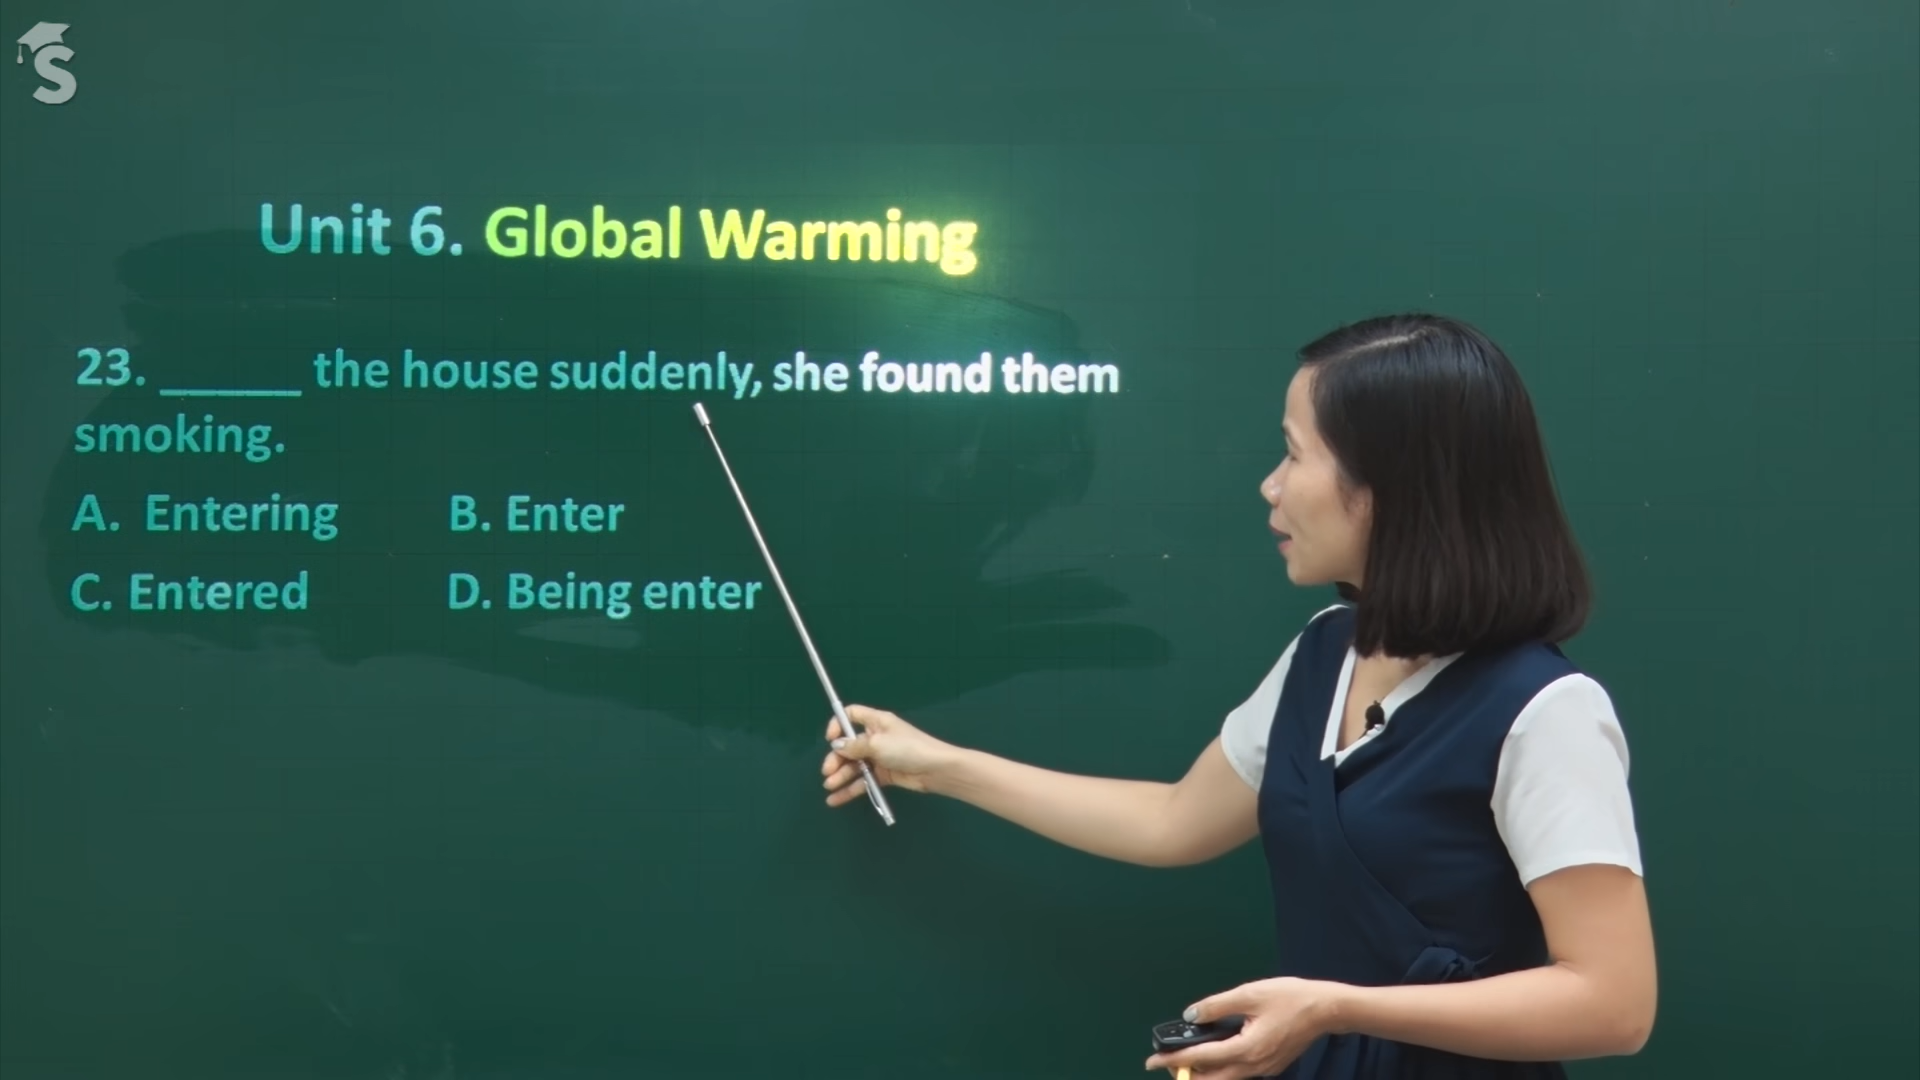 S
Unit 6. Global Warming
23. ______ the house suddenly, she found them
smoking.
A. Entering B. Enter
C. Entered D. Being enter